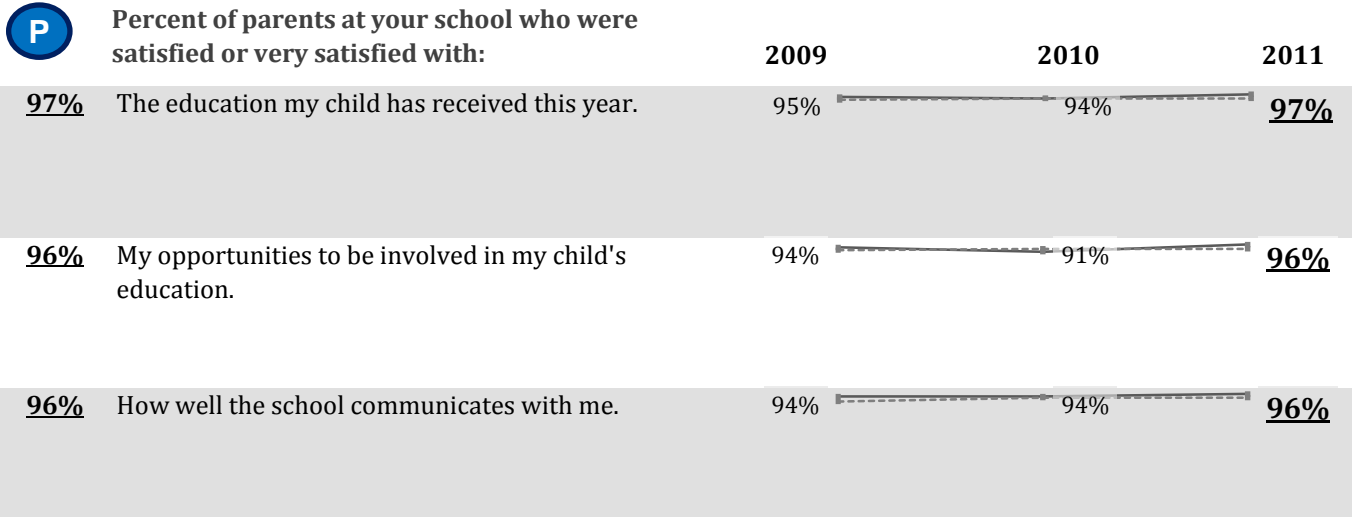 P
Percent of parents at your school who were
satisfied or very satisfied with:
2009 2010 2011
97% The education my child has received this year. 95% 94% 97%
96% My opportunities to be involved in my child's 94% 91% 96%
education.
96% How well the school communicates with me. 94% 94% 96%